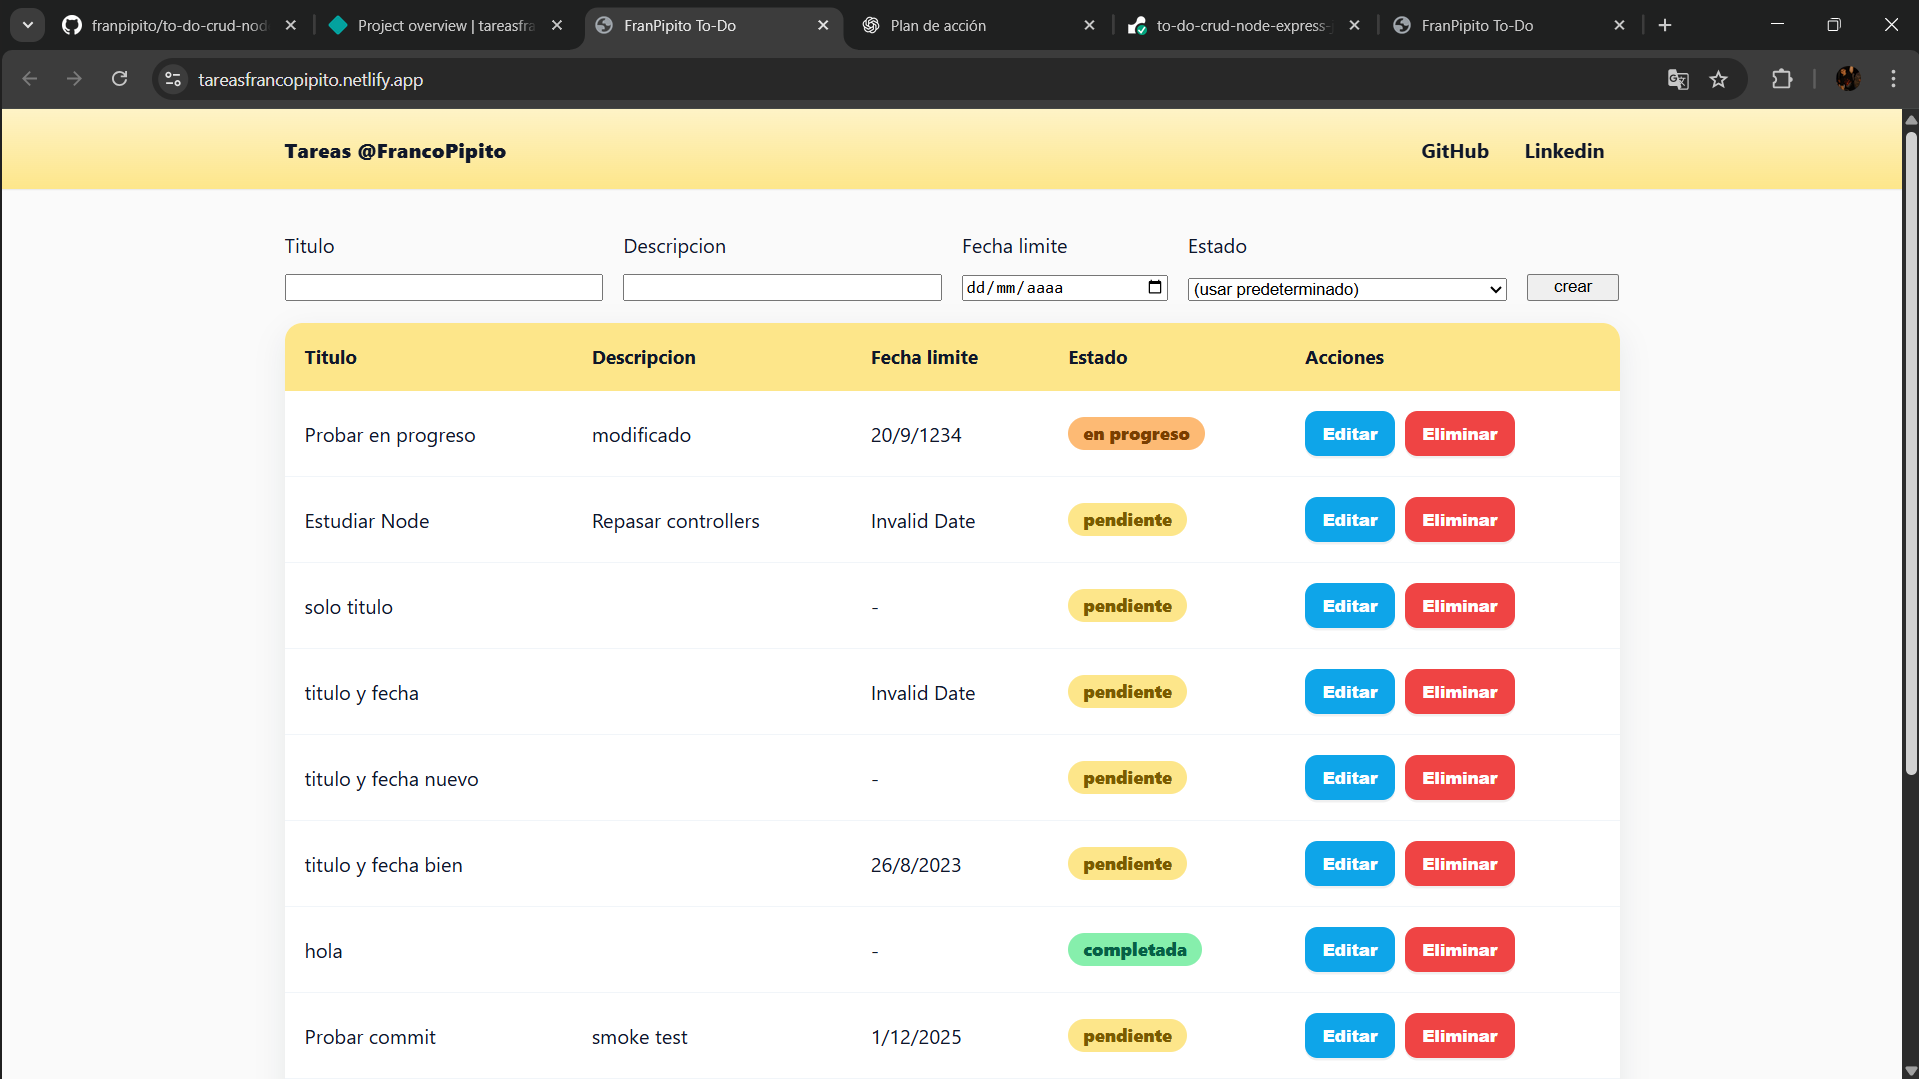 franpipito/to-do-crud-nod
Project overview | tareasfra
FranPipito To-Do
Plan de acción
to-do-crud-node-express-
FranPipito To-Do
tareasfrancopipito.netlify.app
Tareas @FrancoPipito
GitHub
Linkedin
Titulo
Descripcion
Fecha limite
Estado
dd/mm/aaaa
(usar predeterminado)
crear
Titulo Descripcion Fecha limite Estado Acciones
Probar en progreso modificado 20/9/1234 en progreso Editar Eliminar
Estudiar Node Repasar controllers Invalid Date pendiente Editar Eliminar
solo titulo - pendiente Editar Eliminar
titulo y fecha Invalid Date pendiente Editar Eliminar
titulo y fecha nuevo - pendiente Editar Eliminar
titulo y fecha bien 26/8/2023 pendiente Editar Eliminar
hola - completada Editar Eliminar
Probar commit smoke test 1/12/2025 pendiente Editar Eliminar